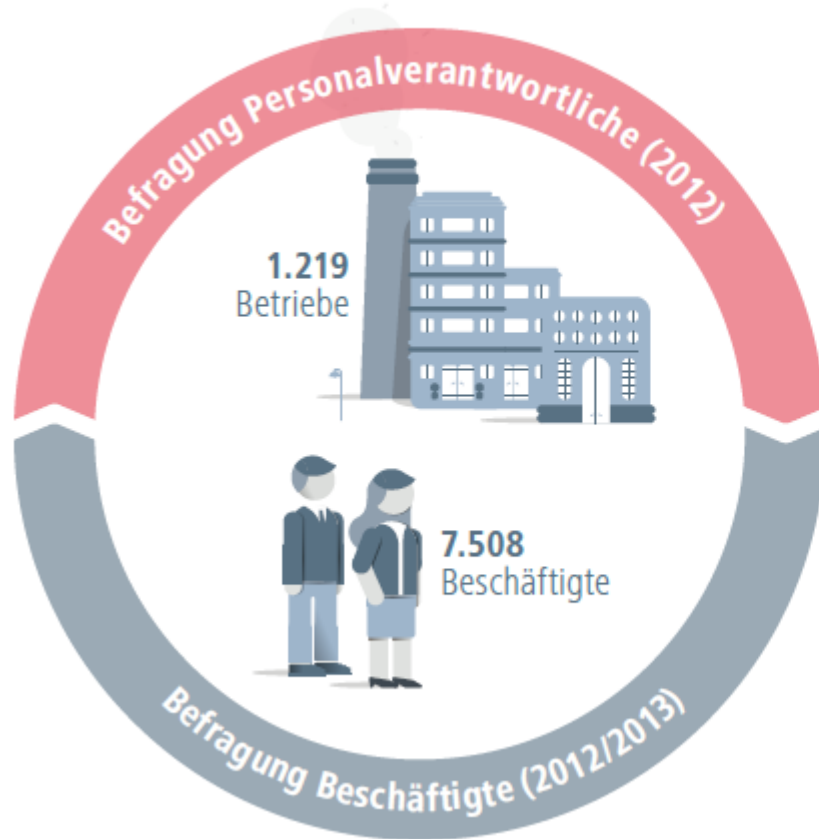 Befragung Personalverantwortliche (2012)
1.219
Betriebe
7.508
Beschäftigte
Befragung Beschäftigte (2012/2013)